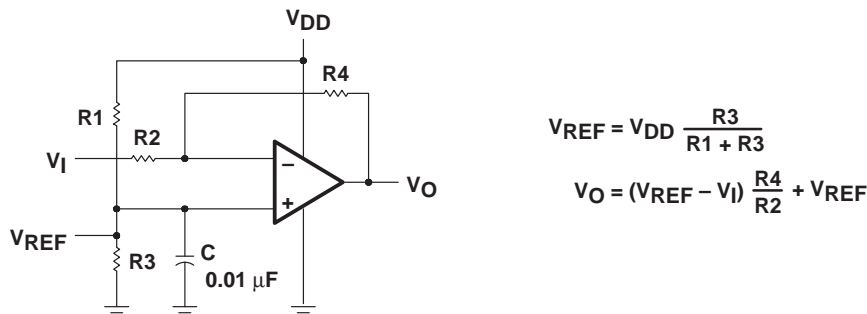 VDD
R4
R1
R2
VI
−
+
VO
VREF
R3
C
0.01 μF
VREF = VDD R3 / R1 + R3
VO = (VREF − VI) R4 / R2 + VREF